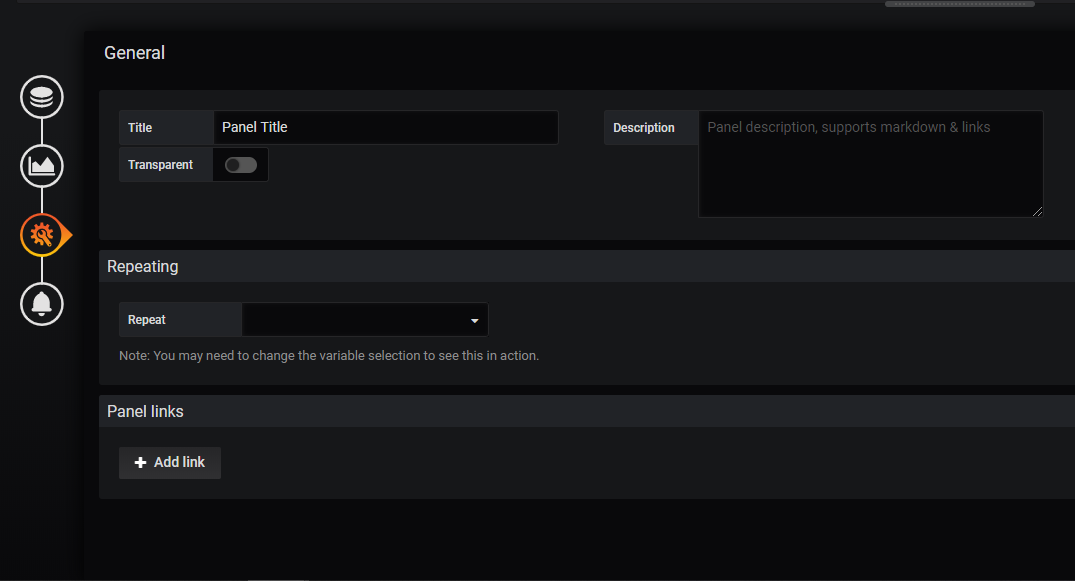 General
Title
Panel Title
Description
Panel description, supports markdown & links
Transparent
Repeating
Repeat
Note: You may need to change the variable selection to see this in action.
Panel links
Add link